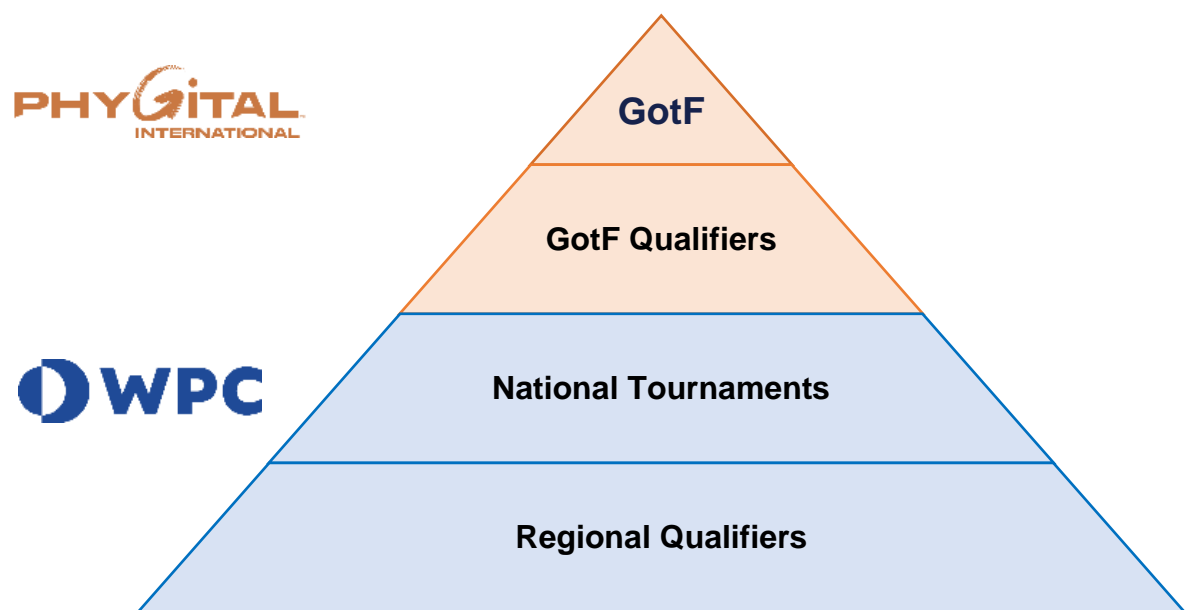 PHYGITAL
INTERNATIONAL
GotF
GotF Qualifiers
WPC
National Tournaments
Regional Qualifiers